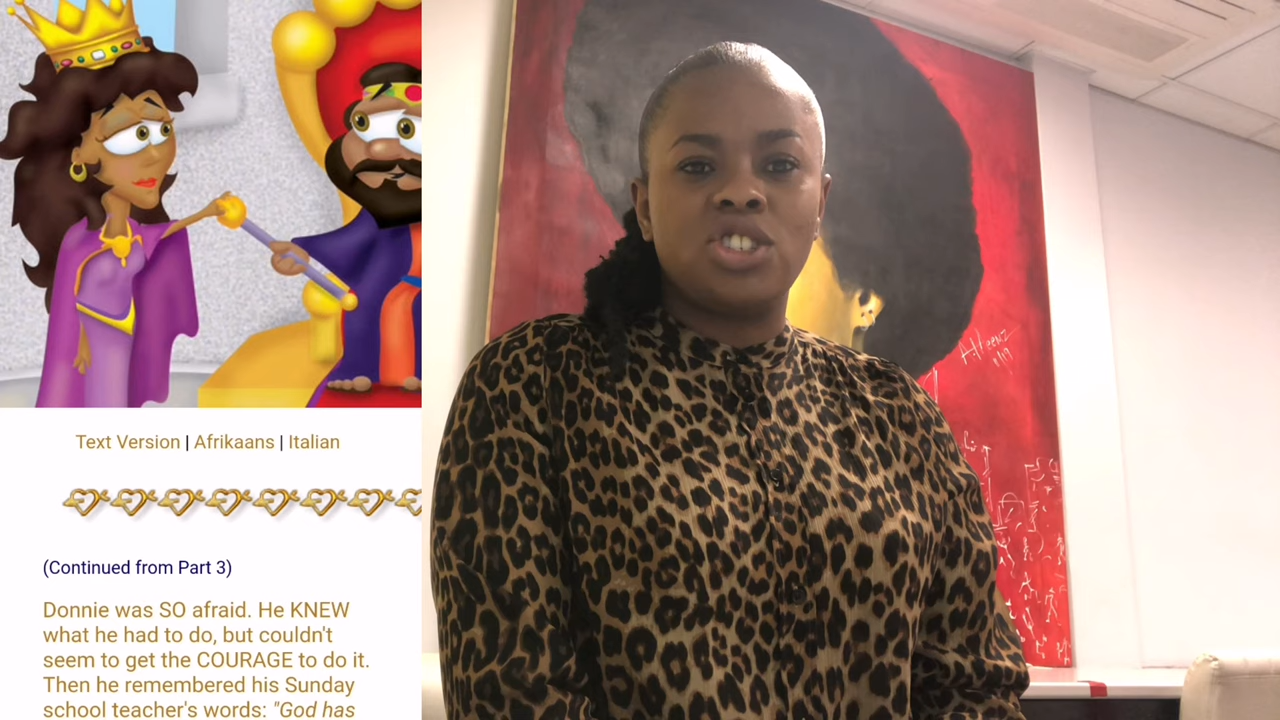 Text Version | Afrikaans | Italian
(Continued from Part 3)
Donnie was SO afraid. He KNEW
what he had to do, but couldn't
seem to get the COURAGE to do it.
Then he remembered his Sunday
school teacher's words: "God has